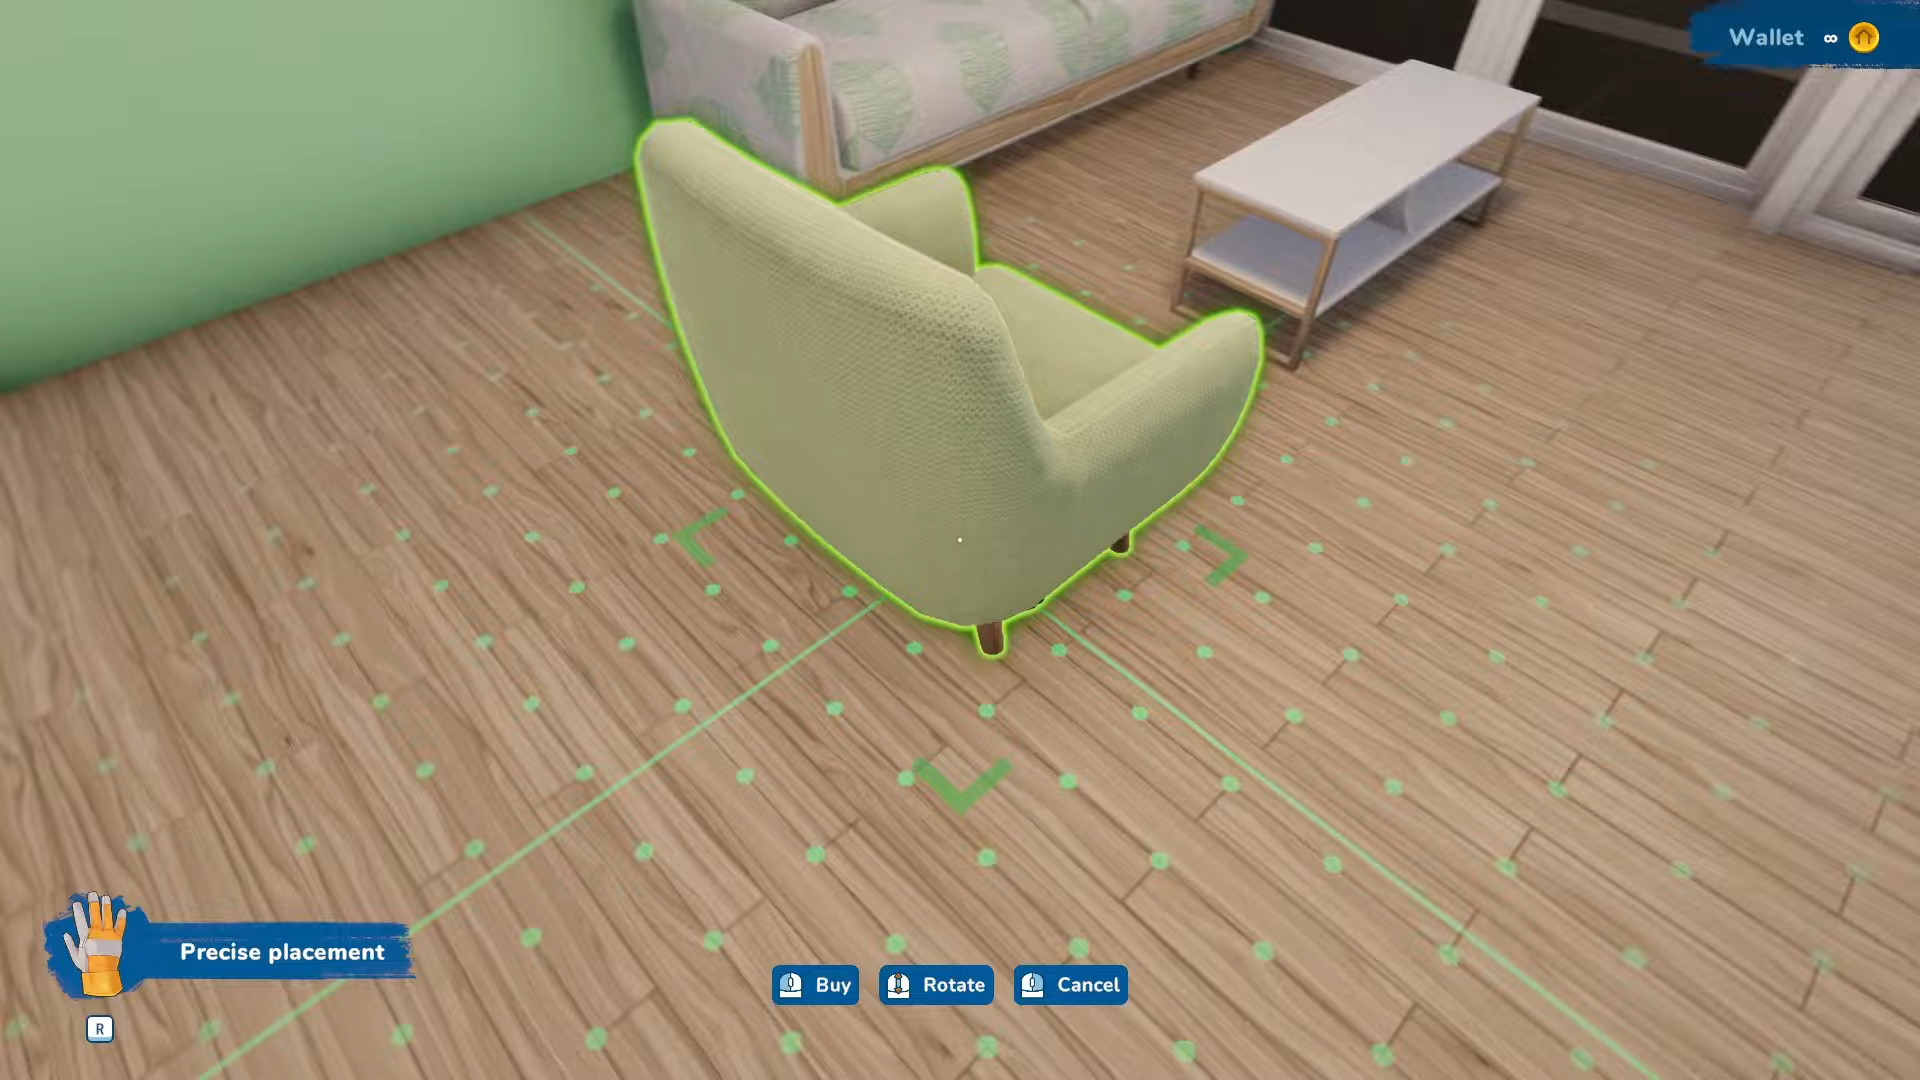 Wallet ∞
Precise placement
R
Buy
Rotate
Cancel